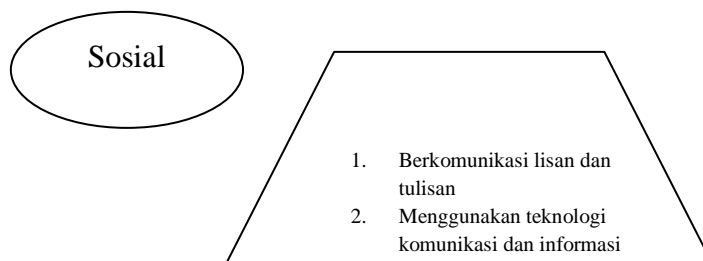 Sosial
1. Berkomunikasi lisan dan
tulisan
2. Menggunakan teknologi
komunikasi dan informasi